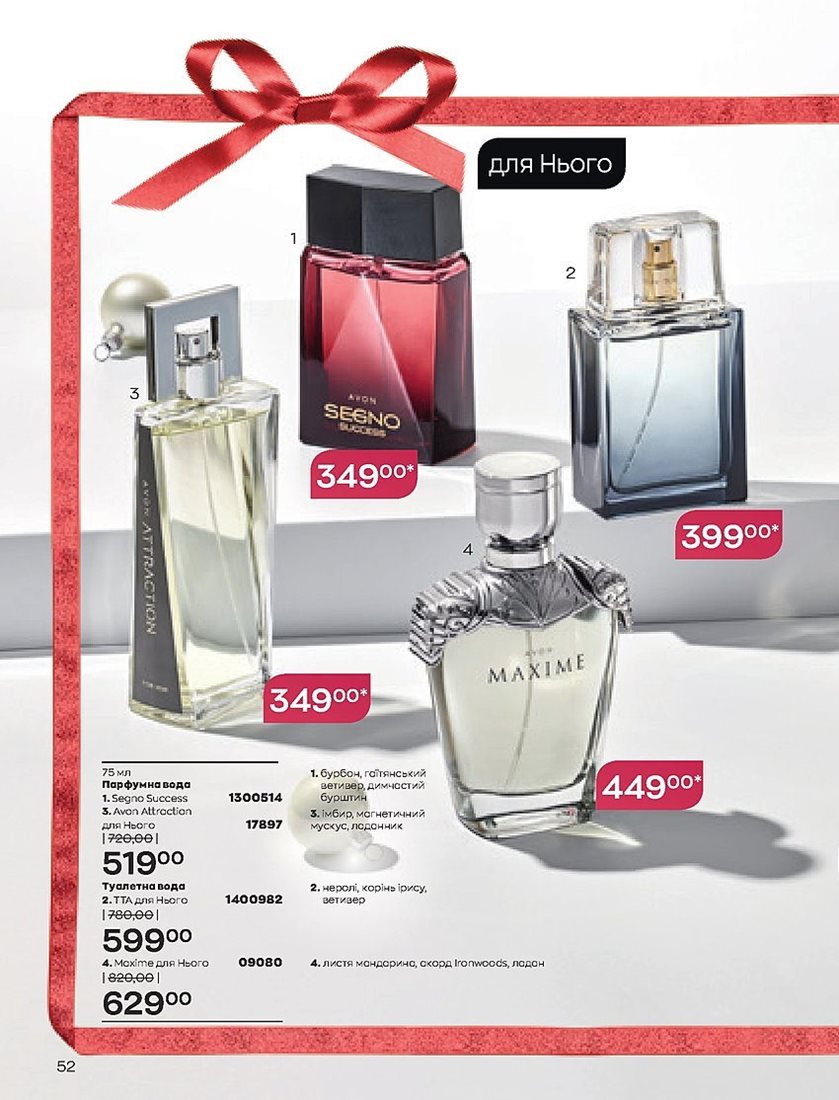 для Нього
1
2
3
AVON
SEGNO
SUCCESS
349⁰⁰*
399⁰⁰*
4
AVON ATTRACTION
AVON
MAXIME
349⁰⁰*
449⁰⁰*
75 мл
Парфумна вода
1. Segno Success 1300514
3. Avon Attraction
для Нього 17897
|720,00|
519⁰⁰
1. бурбон, гаїтянський
ветивер, димчастий
бурштин
3. імбир, магнетичний
мускус, ладанник
Туалетна вода
2. ТТА для Нього 1400982
|780,00|
599⁰⁰
2. неролі, корінь ірису,
ветивер
4. Maxime для Нього 09080
|820,00|
629⁰⁰
4. листя мандарина, акорд Ironwoods, ладан
52